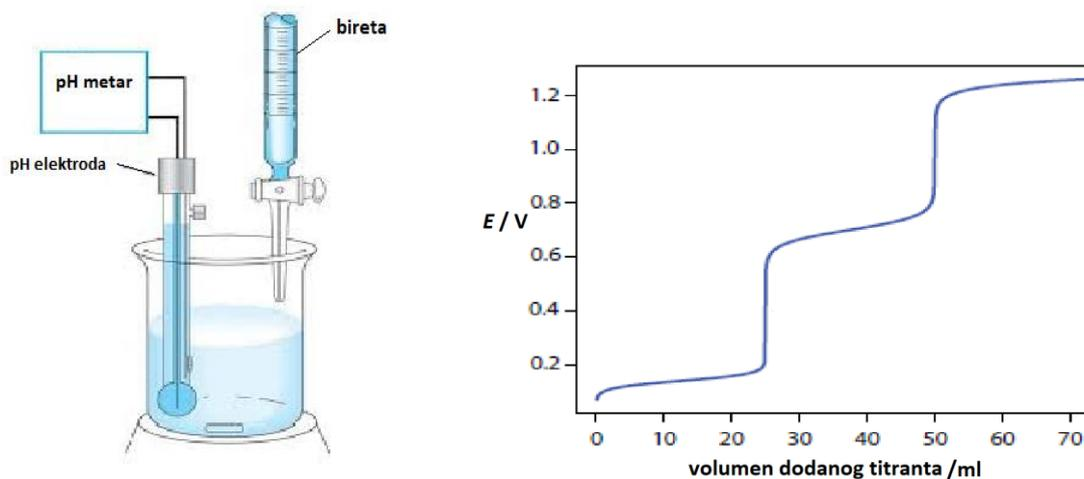 bireta
pH metar
pH elektroda
E / V
1.2
1.0
0.8
0.6
0.4
0.2
0 10 20 30 40 50 60 70
volumen dodanog titranta /ml